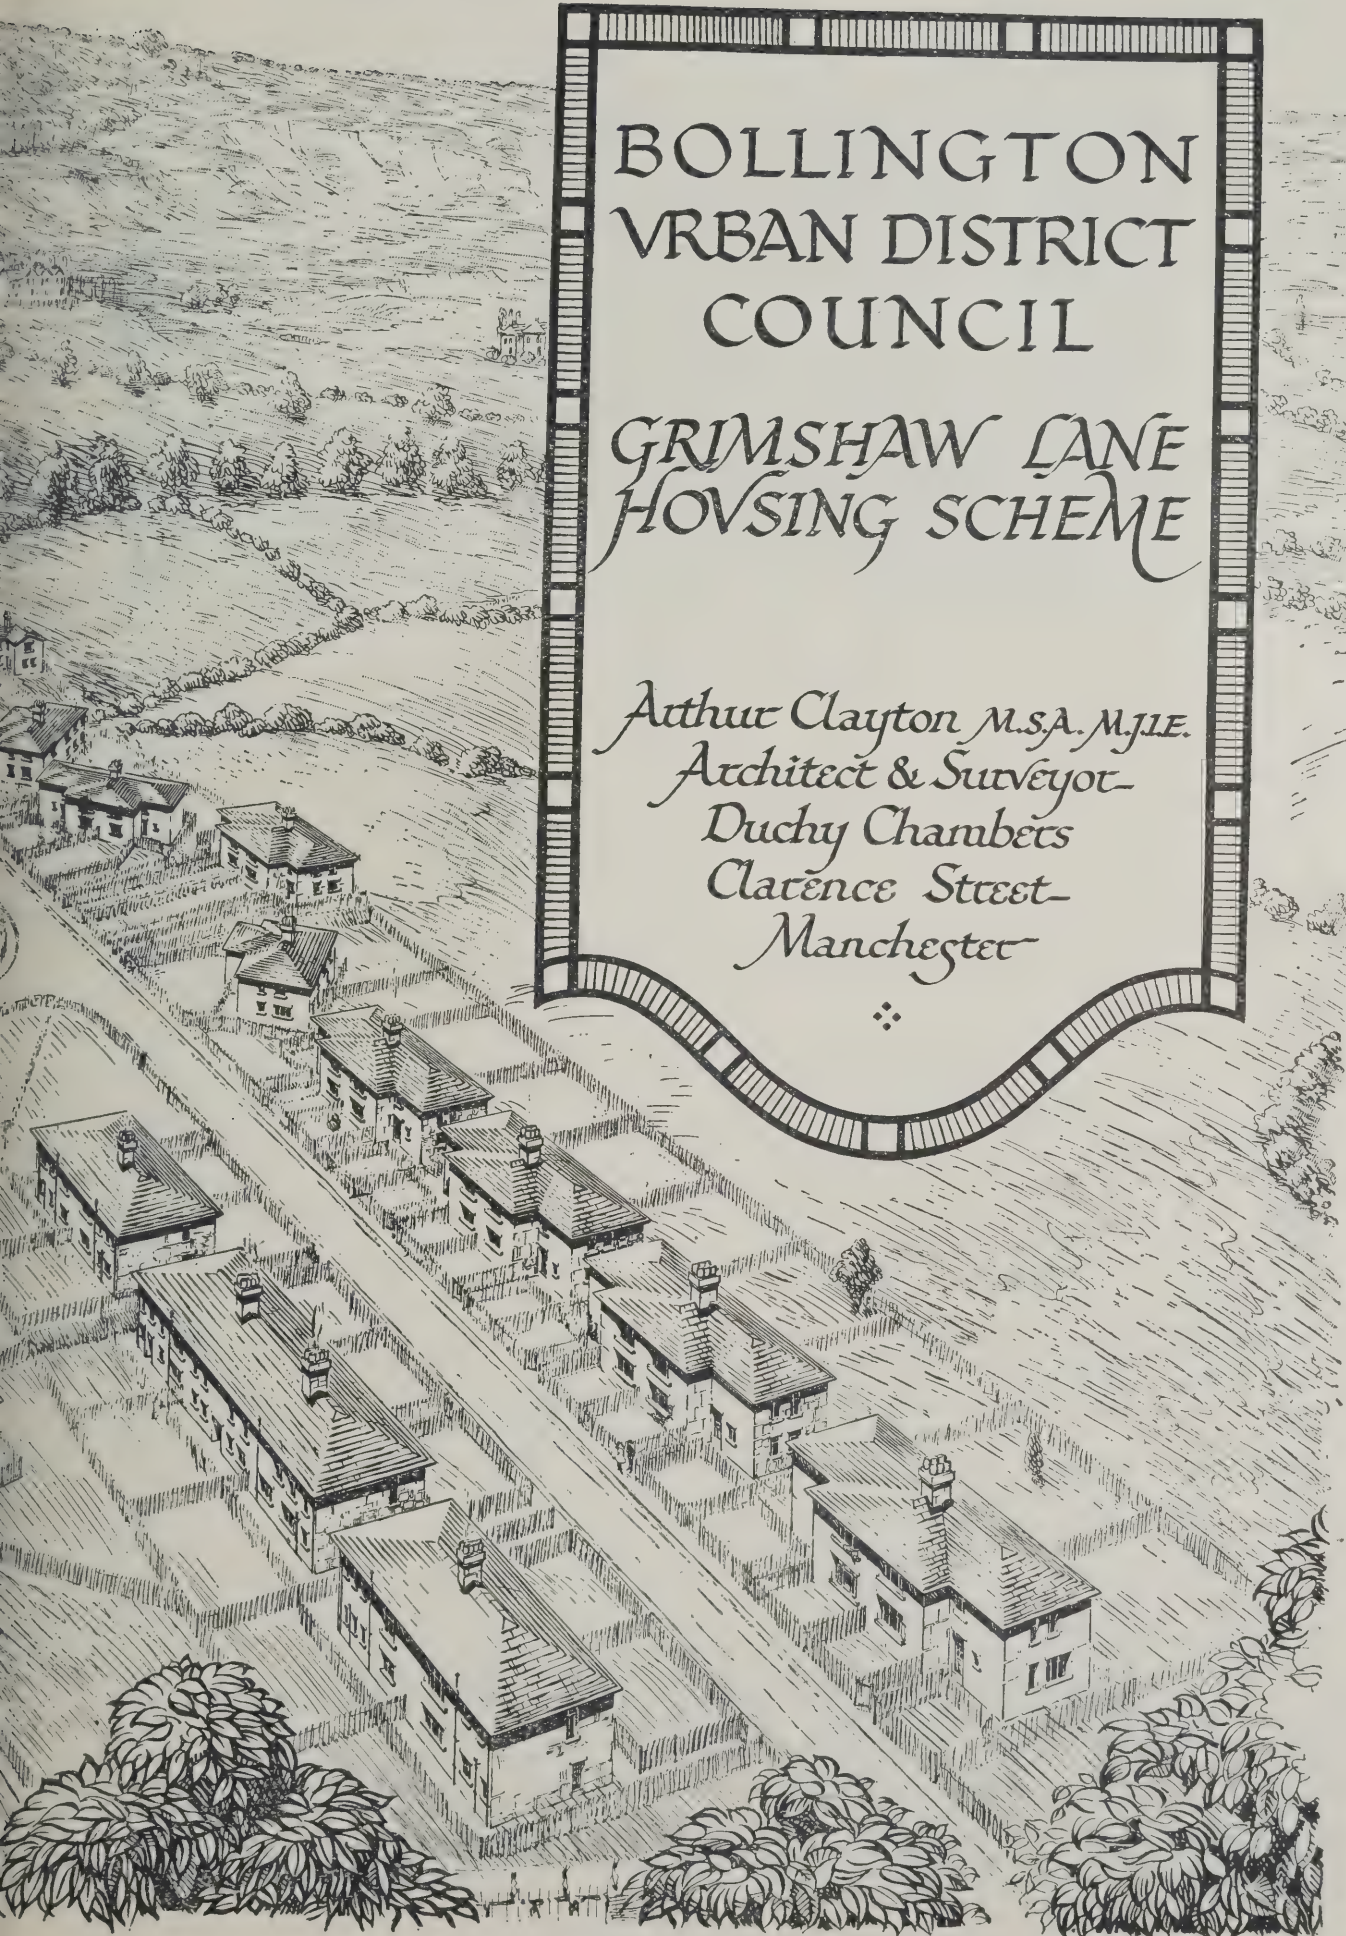 BOLLINGTON
VRBAN DISTRICT
COUNCIL
GRIMSHAW LANE
HOVSING SCHEME
Arthur Clayton M.S.A. M.J.I.E.
Architect & Surveyor
Duchy Chambers
Clarence Street
Manchester